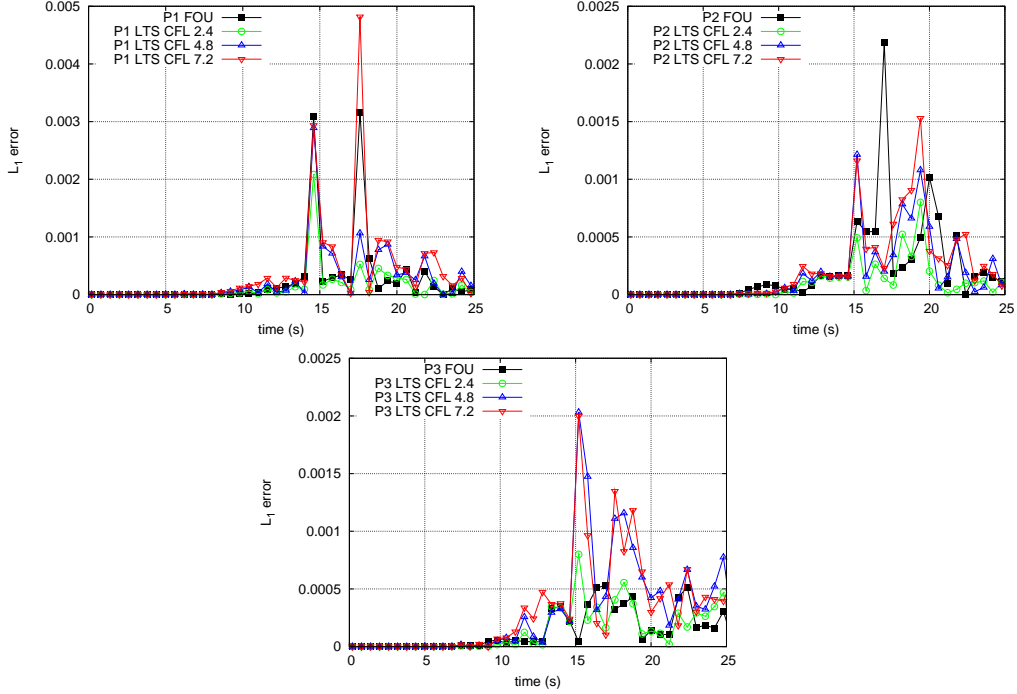 P1 FOU
P1 LTS CFL 2.4
P1 LTS CFL 4.8
P1 LTS CFL 7.2
0.005
0.005
0.003
0.003
0.001
0
L1 error
0
5
10
15
20
25
time (s)
P2 FOU
P2 LTS CFL 2.4
P2 LTS CFL 4.8
P2 LTS CFL 7.2
0.0025
0.002
0.0015
0.001
0.0005
0
L1 error
0
5
10
15
20
25
time (s)
P3 FOU
P3 LTS CFL 2.4
P3 LTS CFL 4.8
P3 LTS CFL 7.2
0.0025
0.002
0.0015
0.001
0.0005
0
L1 error
0
5
10
15
20
25
time (s)